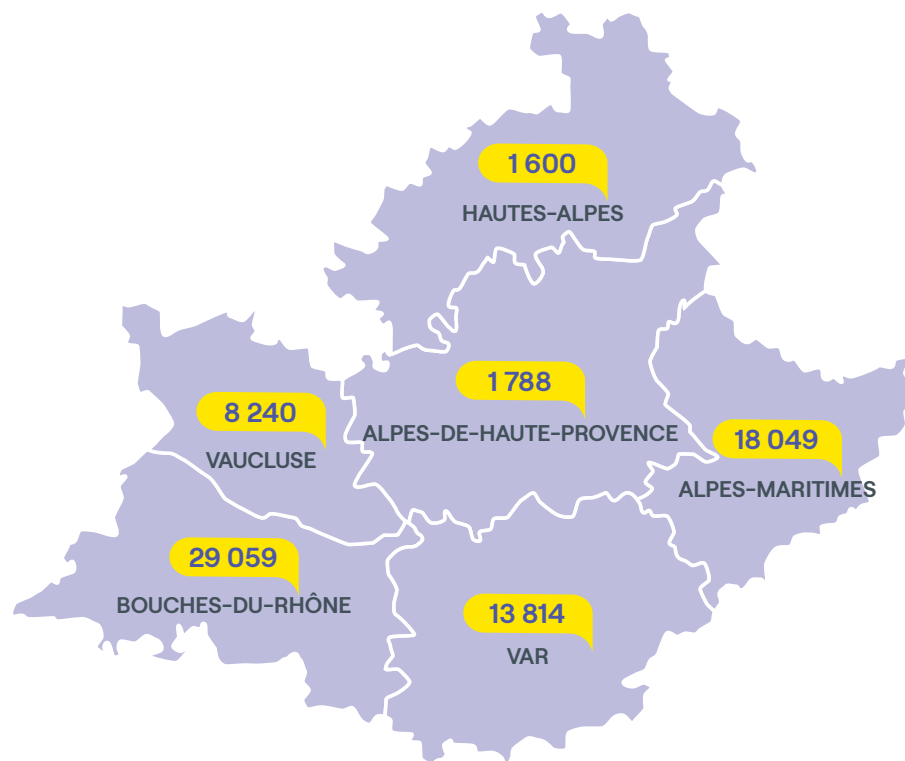 1 600
HAUTES-ALPES
1 788
ALPES-DE-HAUTE-PROVENCE
8 240
VAUCLUSE
18 049
ALPES-MARITIMES
29 059
BOUCHES-DU-RHÔNE
13 814
VAR